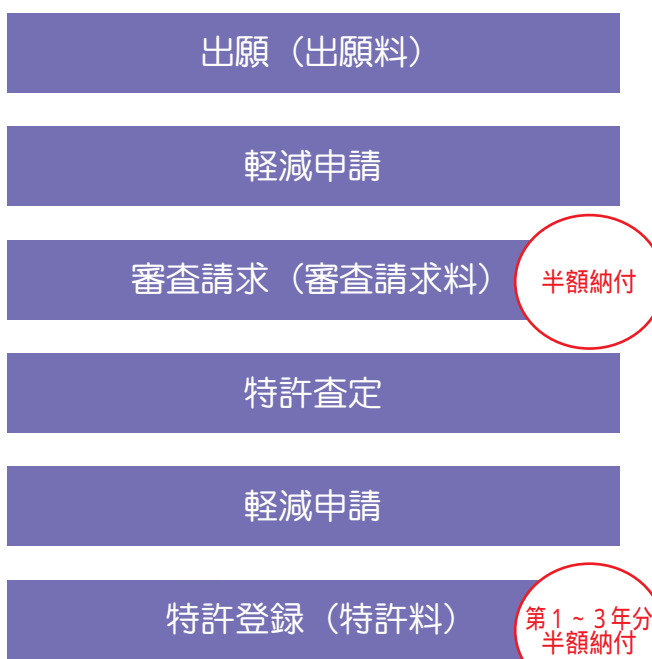 出願（出願料）
軽減申請
審査請求（審査請求料）
半額納付
特許査定
軽減申請
特許登録（特許料）
第1~3年分
半額納付